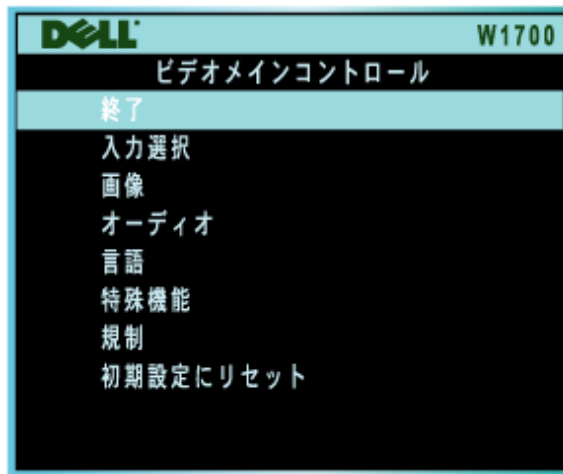 DELL W1700
ビデオメインコントロール
終了
入力選択
画像
オーディオ
言語
特殊機能
規制
初期設定にリセット